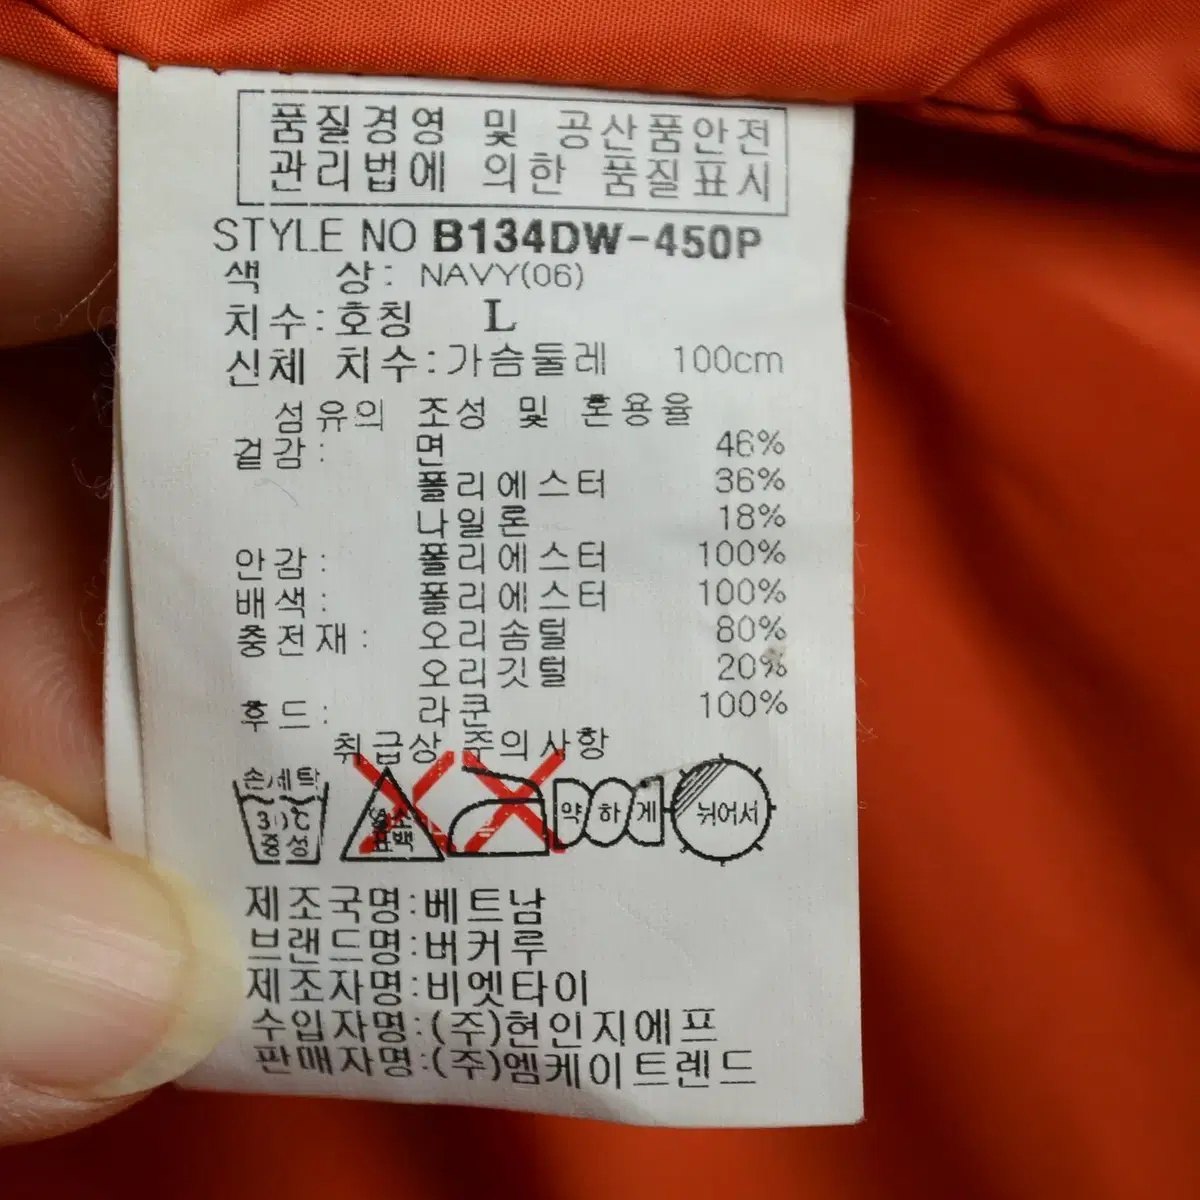 품질경영 및 공산품안전
관리법에 의한 품질표시
STYLE NO B134DW-450P
색 상: NAVY(06)
치수:호칭 L
신체 치수:가슴둘레 100cm
섬유의 조성 및 혼용율
겉감: 면 46%
폴리에스터 36%
나일론 18%
안감: 폴리에스터 100%
배색: 폴리에스터 100%
충전재: 오리솜털 80%
오리깃털 20%
후드: 라쿤 100%
취급상 주의사항
손세탁
30℃
중성
염소
표백
약하게
뉘어서
제조국명:베트남
브랜드명:버커루
제조자명:비엣타이
수입자명:(주)현인지에프
판매자명:(주)엠케이트렌드